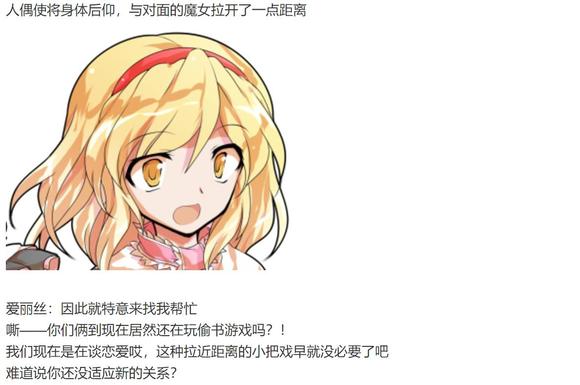 人偶使将身体后仰，与对面的魔女拉开了一点距离
爱丽丝：因此就特意来找我帮忙
嘶——你们俩到现在居然还在玩偷书游戏吗？！
我们现在是在谈恋爱哎，这种拉近距离的小把戏早就没必要了吧
难道说你还没适应新的关系？